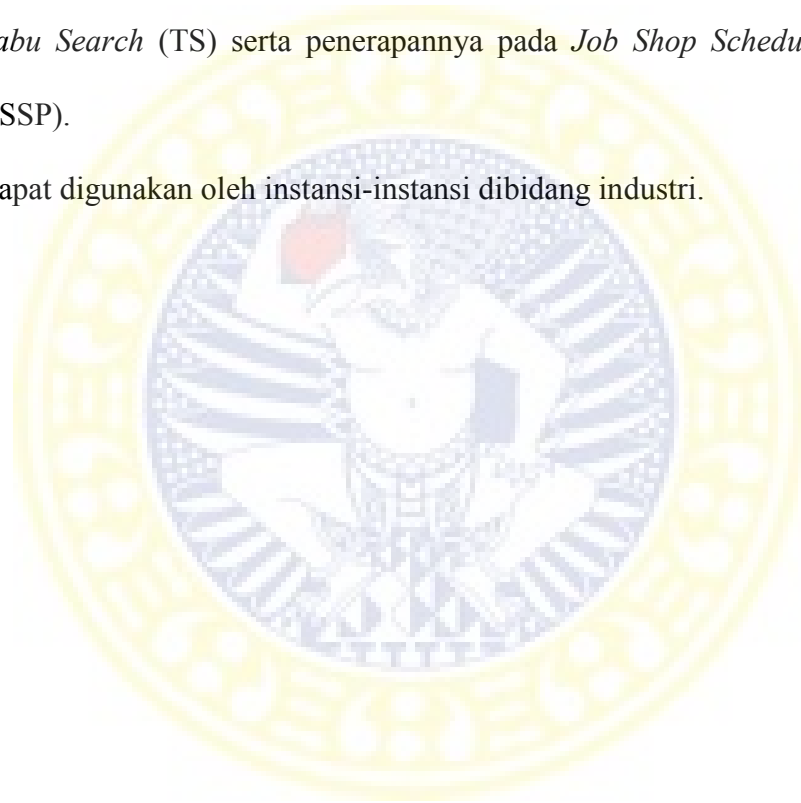 abu Search (TS) serta penerapannya pada Job Shop Schedu
SSP).
apat digunakan oleh instansi-instansi dibidang industri.